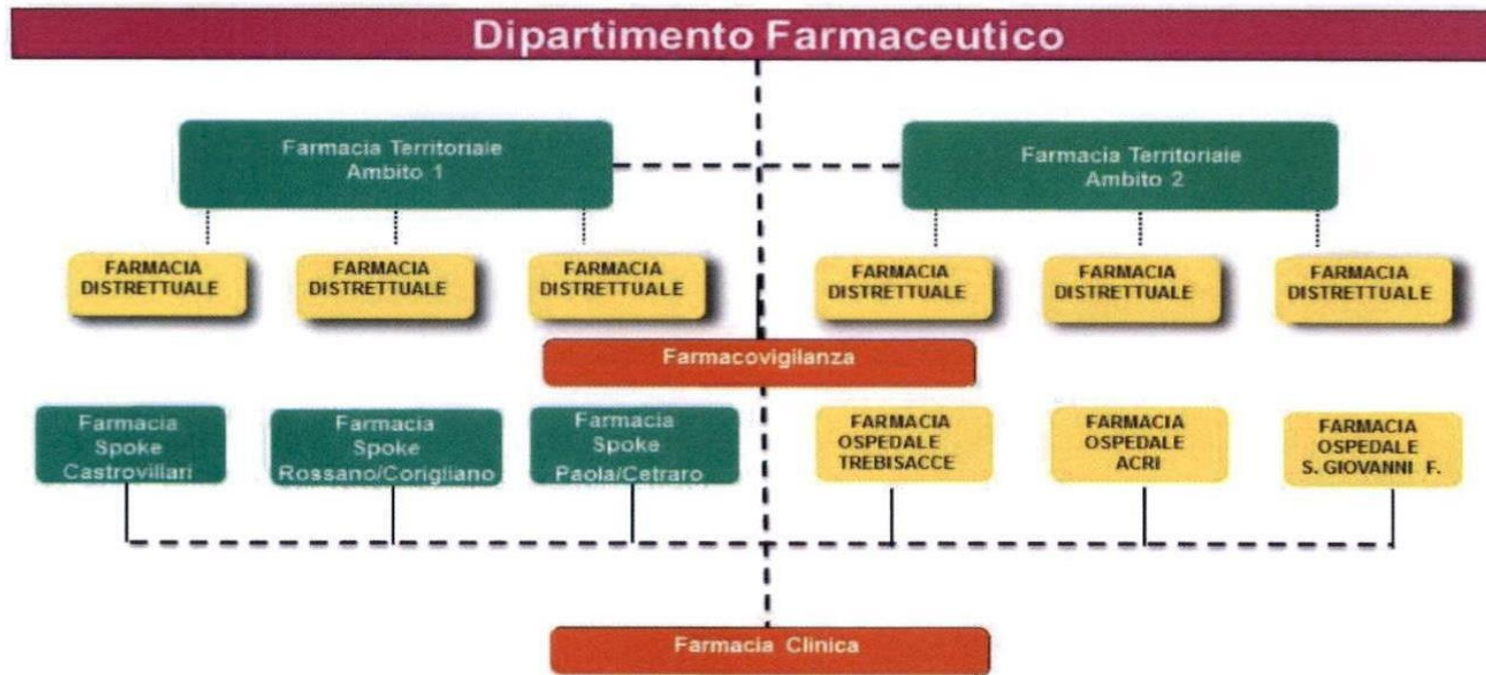 Dipartimento Farmaceutico
Farmacia Territoriale
Ambito 1
Farmacia Territoriale
Ambito 2
FARMACIA
DISTRETTUALE
FARMACIA
DISTRETTUALE
FARMACIA
DISTRETTUALE
FARMACIA
DISTRETTUALE
FARMACIA
DISTRETTUALE
FARMACIA
DISTRETTUALE
Farmacovigilanza
Farmacia
Spoke
Castrovillari
Farmacia
Spoke
Rossano/Corigliano
Farmacia
Spoke
Paola/Cetraro
FARMACIA
OSPEDALE
TREBISACCE
FARMACIA
OSPEDALE
ACRI
FARMACIA
OSPEDALE
S. GIOVANNI F.
Farmacia Clinica